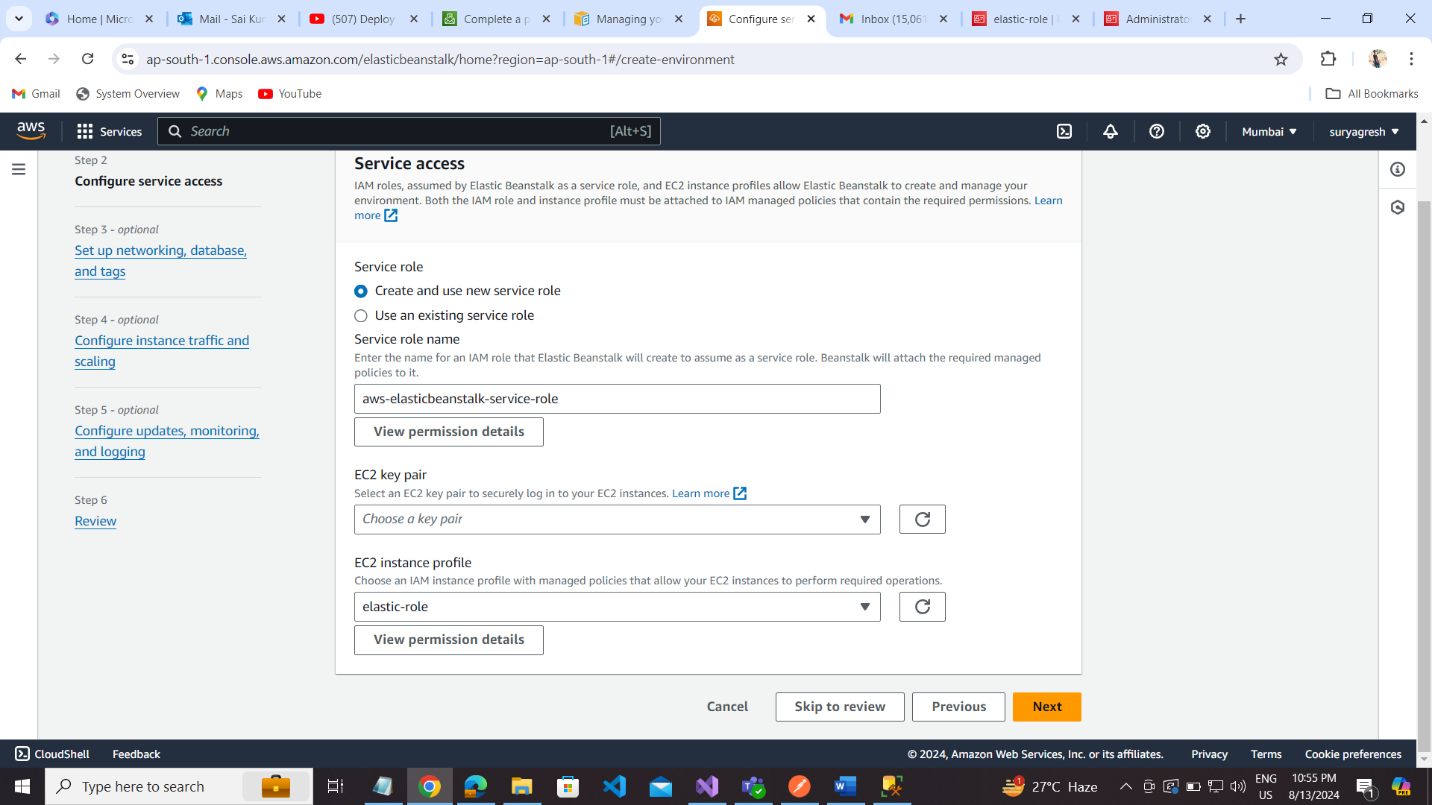 Home | Micro
Mail - Sai Kur
(507) Deploy
Complete a p
Managing yo
Configure ser
Inbox (15,061
elastic-role |
Administrato
ap-south-1.console.aws.amazon.com/elasticbeanstalk/home?region=ap-south-1#/create-environment
Gmail
System Overview
Maps
YouTube
All Bookmarks
aws
Services
Search
[Alt+S]
Mumbai
suryagresh
Step 2
Configure service access
Step 3 - optional
Set up networking, database,
and tags
Step 4 - optional
Configure instance traffic and
scaling
Step 5 - optional
Configure updates, monitoring,
and logging
Step 6
Review
Service access
IAM roles, assumed by Elastic Beanstalk as a service role, and EC2 instance profiles allow Elastic Beanstalk to create and manage your
environment. Both the IAM role and instance profile must be attached to IAM managed policies that contain the required permissions. Learn
more
Service role
Create and use new service role
Use an existing service role
Service role name
Enter the name for an IAM role that Elastic Beanstalk will create to assume as a service role. Beanstalk will attach the required managed
policies to it.
aws-elasticbeanstalk-service-role
View permission details
EC2 key pair
Select an EC2 key pair to securely log in to your EC2 instances. Learn more
Choose a key pair
EC2 instance profile
Choose an IAM instance profile with managed policies that allow your EC2 instances to perform required operations.
elastic-role
View permission details
Cancel
Skip to review
Previous
Next
CloudShell
Feedback
© 2024, Amazon Web Services, Inc. or its affiliates.
Privacy
Terms
Cookie preferences
Type here to search
1
27°C Haze
ENG
US
10:55 PM
8/13/2024
1